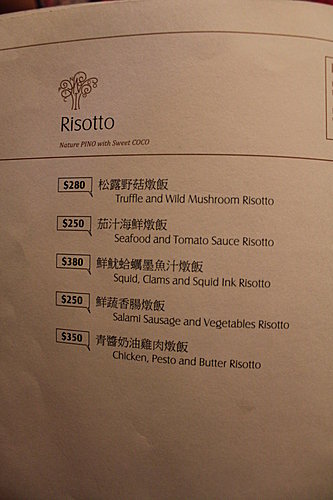 Risotto
Nature PINO with Sweet COCO
$280 松露野菇燉飯
Truffle and Wild Mushroom Risotto
$250 茄汁海鮮燉飯
Seafood and Tomato Sauce Risotto
$380 鮮魷蛤蠣墨魚汁燉飯
Squid, Clams and Squid Ink Risotto
$250 鮮蔬香腸燉飯
Salami Sausage and Vegetables Risotto
$350 青醬奶油雞肉燉飯
Chicken, Pesto and Butter Risotto